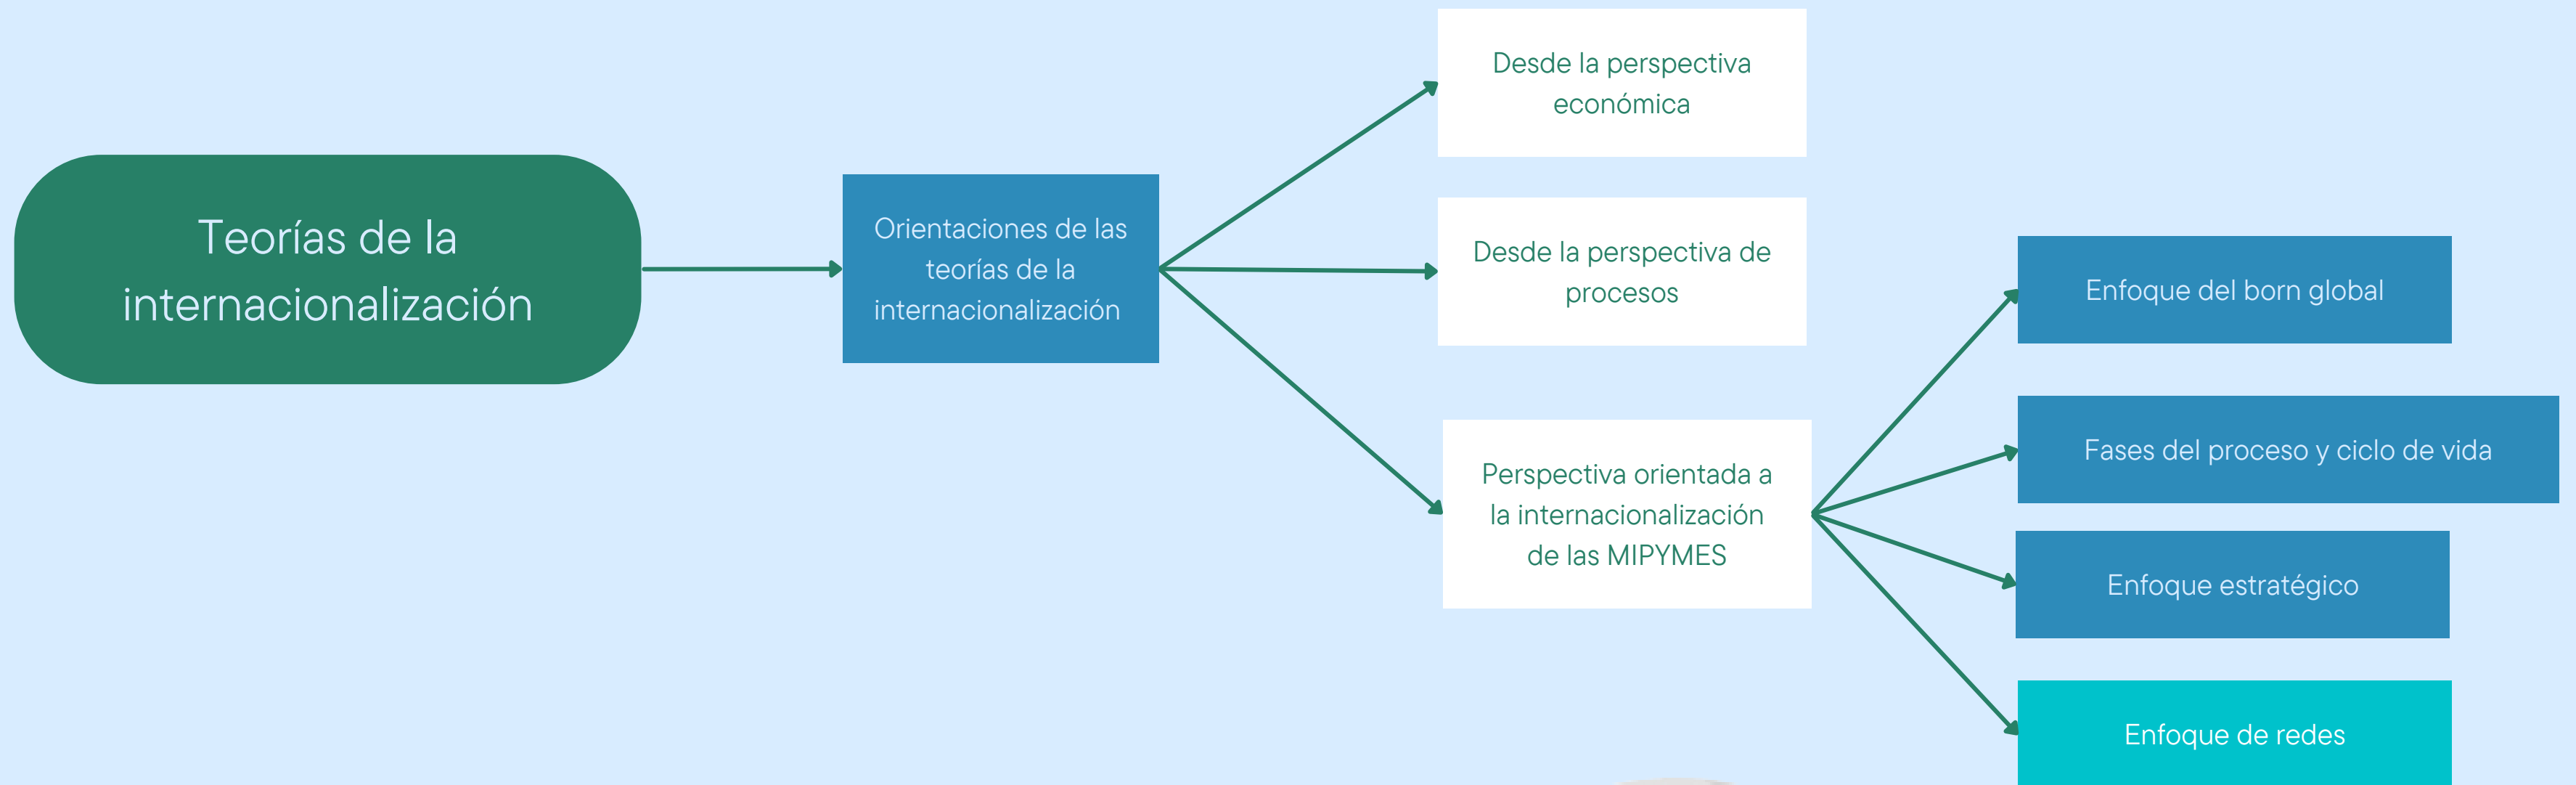 Teorías de la
internacionalización
Orientaciones de las
teorías de la
internacionalización
Desde la perspectiva
económica
Desde la perspectiva de
procesos
Perspectiva orientada a
la internacionalización
de las MIPYMES
Enfoque del born global
Fases del proceso y ciclo de vida
Enfoque estratégico
Enfoque de redes